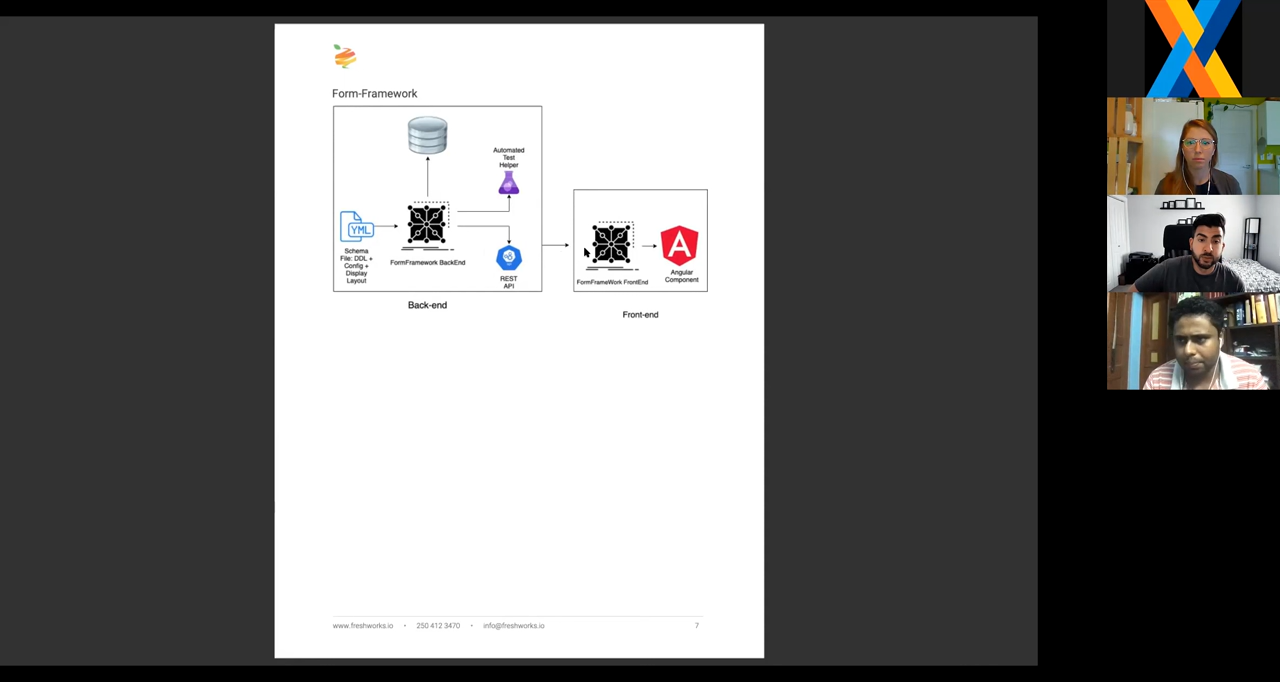 Form-Framework
Automated
Test
Helper
YML
Schema
File: DDL +
Config +
Display
Layout
FormFramework BackEnd
REST
API
Back-end
FormFrameWork FrontEnd
Angular
Component
Front-end
www.freshworks.io • 250 412 3470 • info@freshworks.io 7